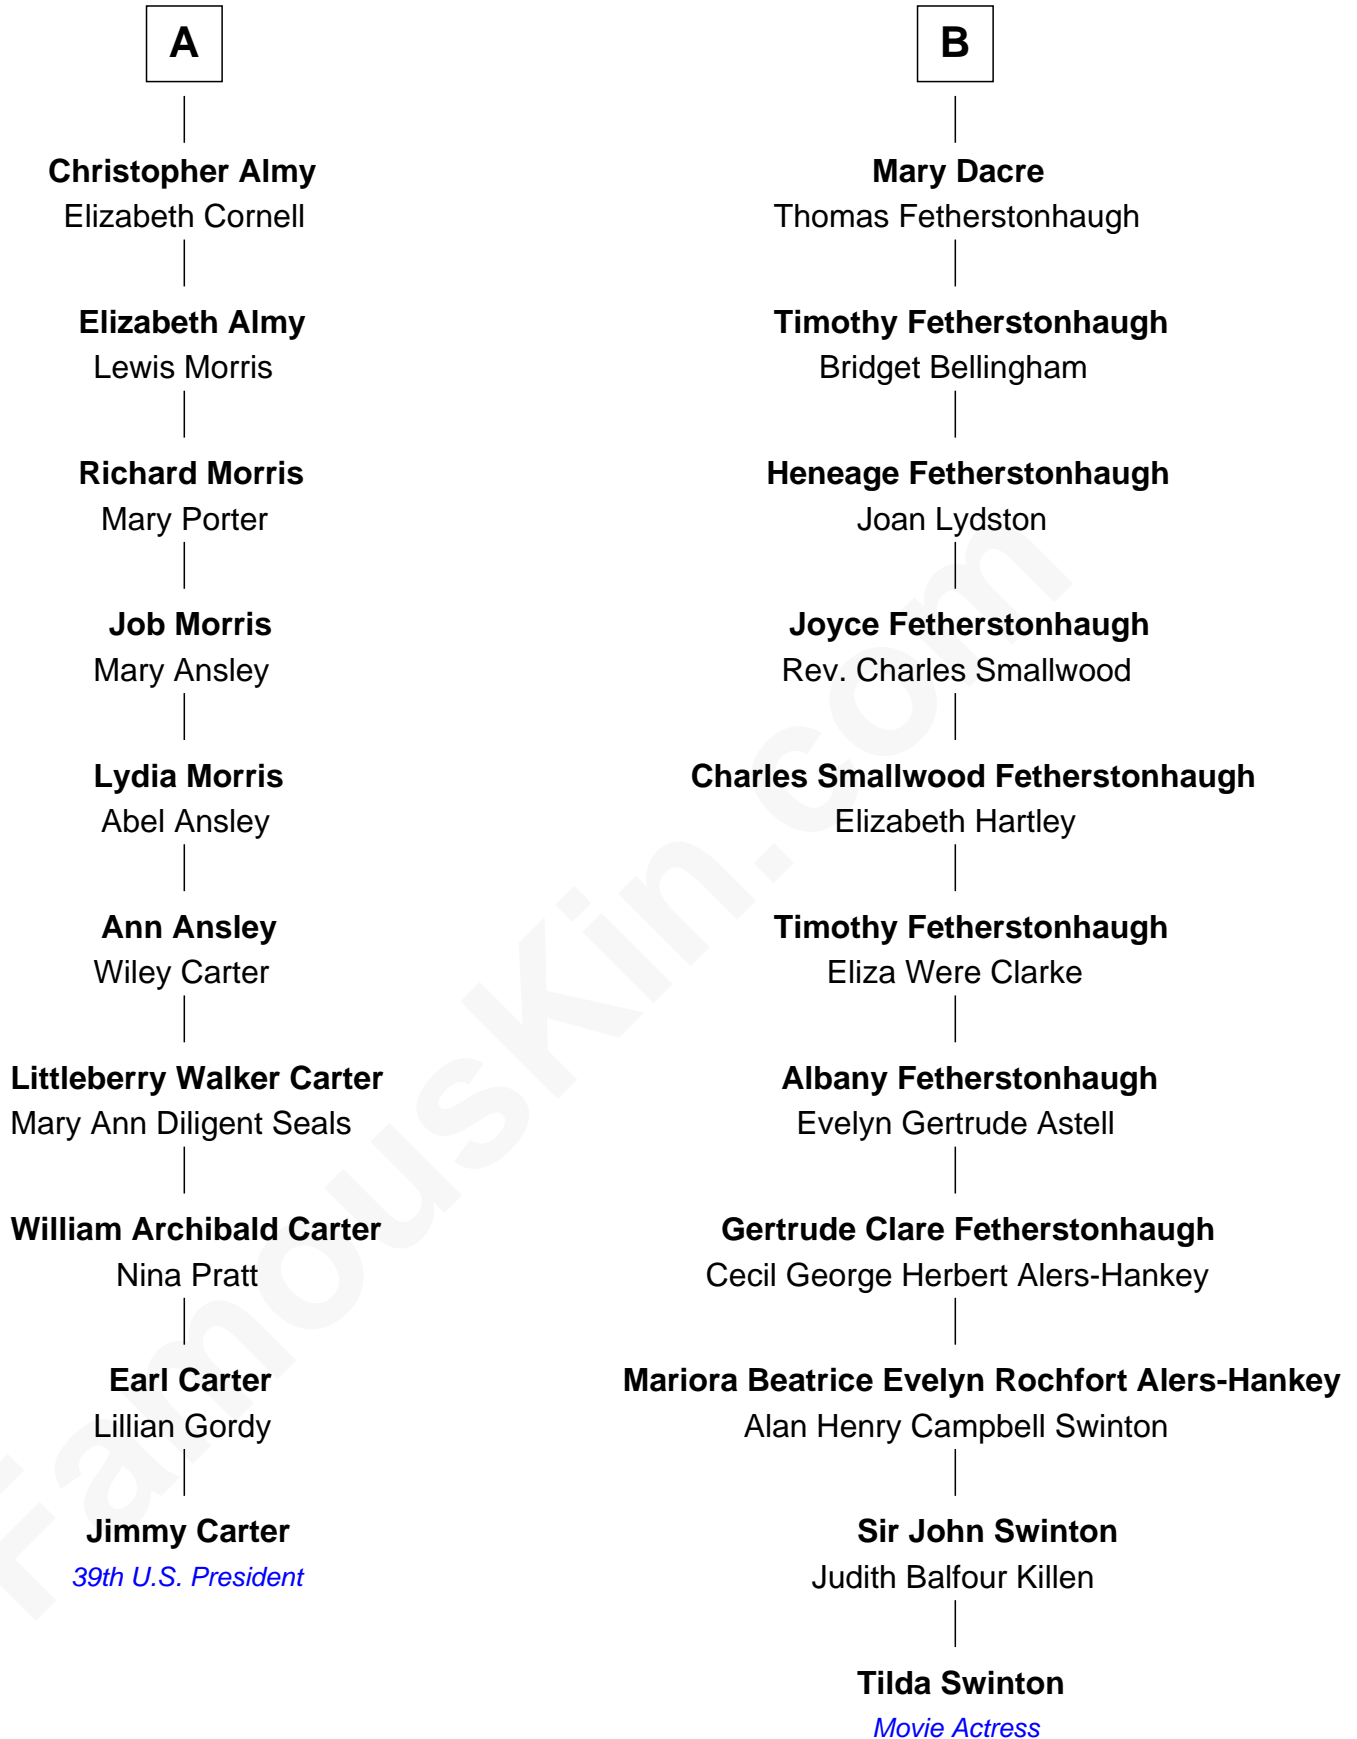 A
Christopher Almy
Elizabeth Cornell
Elizabeth Almy
Lewis Morris
Richard Morris
Mary Porter
Job Morris
Mary Ansley
Lydia Morris
Abel Ansley
Ann Ansley
Wiley Carter
Littleberry Walker Carter
Mary Ann Diligent Seals
William Archibald Carter
Nina Pratt
Earl Carter
Lillian Gordy
Jimmy Carter
39th U.S. President
B
Mary Dacre
Thomas Fetherstonhaugh
Timothy Fetherstonhaugh
Bridget Bellingham
Heneage Fetherstonhaugh
Joan Lydston
Joyce Fetherstonhaugh
Rev. Charles Smallwood
Charles Smallwood Fetherstonhaugh
Elizabeth Hartley
Timothy Fetherstonhaugh
Eliza Were Clarke
Albany Fetherstonhaugh
Evelyn Gertrude Astell
Gertrude Clare Fetherstonhaugh
Cecil George Herbert Alers-Hankey
Mariora Beatrice Evelyn Rochfort Alers-Hankey
Alan Henry Campbell Swinton
Sir John Swinton
Judith Balfour Killen
Tilda Swinton
Movie Actress
FamousKin.com